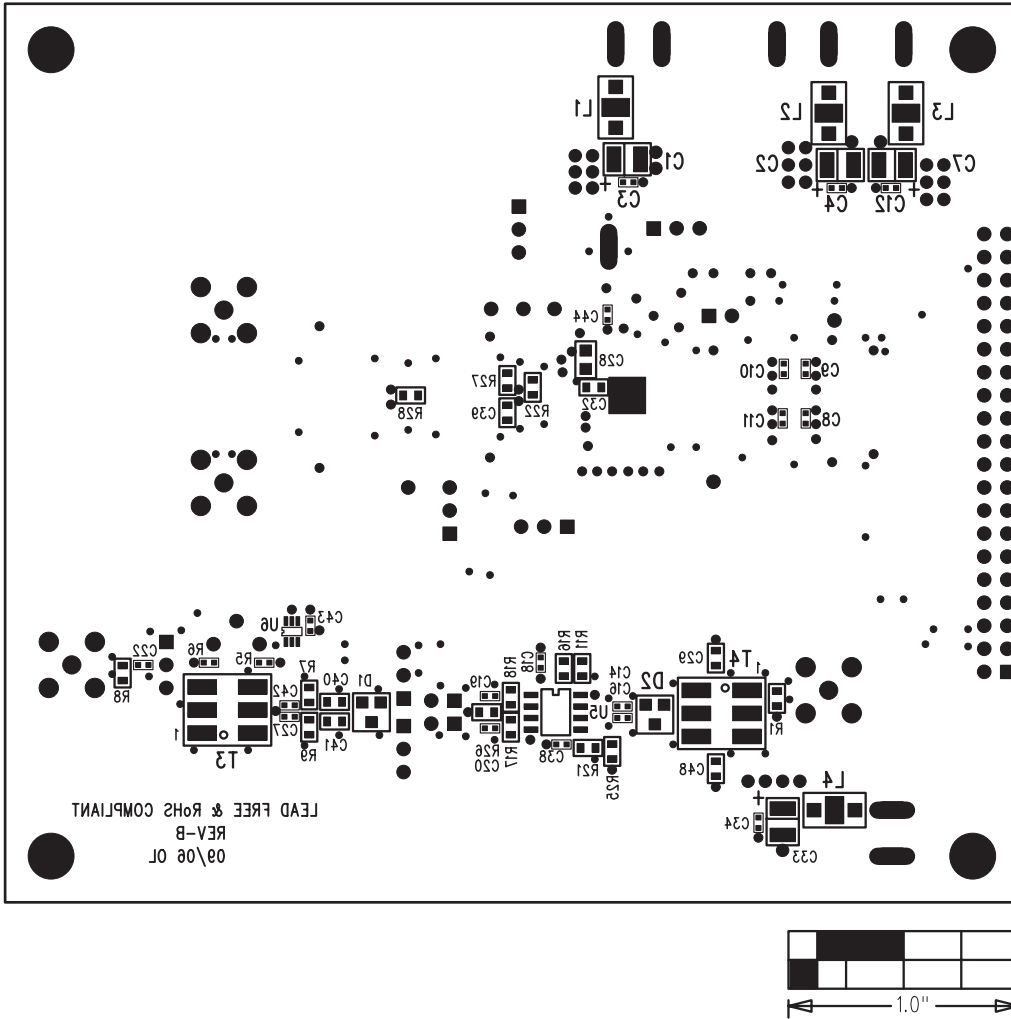 L1
L2
L3
C1
C2
C7
+
C3
+
C4
C12
+
C44
C28
C10
C9
R27
R28
C39
R22
C32
C11
C8
U6
C43
R6
R5
C22
R8
R7
C40
D1
C42
C27
R9
C41
1
T3
R16
R11
C18
R18
C19
C14
C16
D2
C29
T4
1
U5
R1
R26
C20
R17
C38
R21
R25
C48
L4
+
C34
C33
LEAD FREE & RoHS COMPLIANT
REV-B
09/06 OL
1.0"